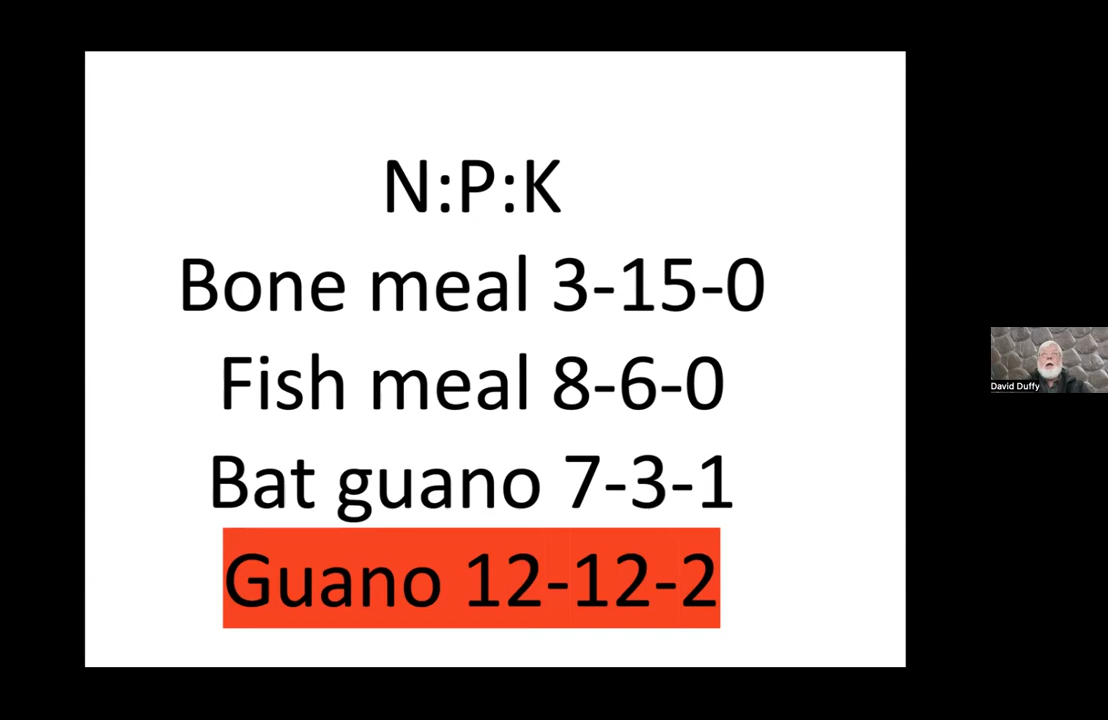 N:P:K
Bone meal 3-15-0
Fish meal 8-6-0
Bat guano 7-3-1
Guano 12-12-2
David Duffy